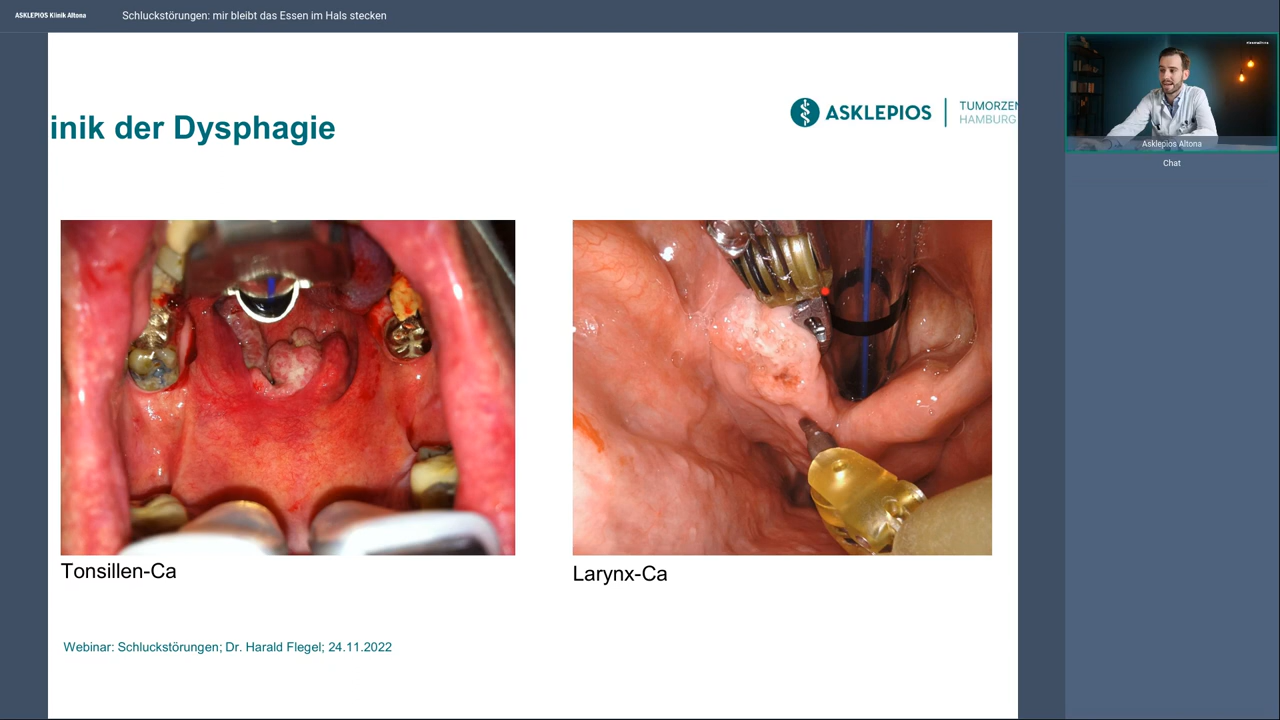 ASKLEPIOS Klinik Altona
Schluckstörungen: mir bleibt das Essen im Hals stecken
inik der Dysphagie
ASKLEPIOS
TUMORZEN
HAMBURG
Asklepios Altona
Chat
Tonsillen-Ca
Larynx-Ca
Webinar: Schluckstörungen; Dr. Harald Flegel; 24.11.2022